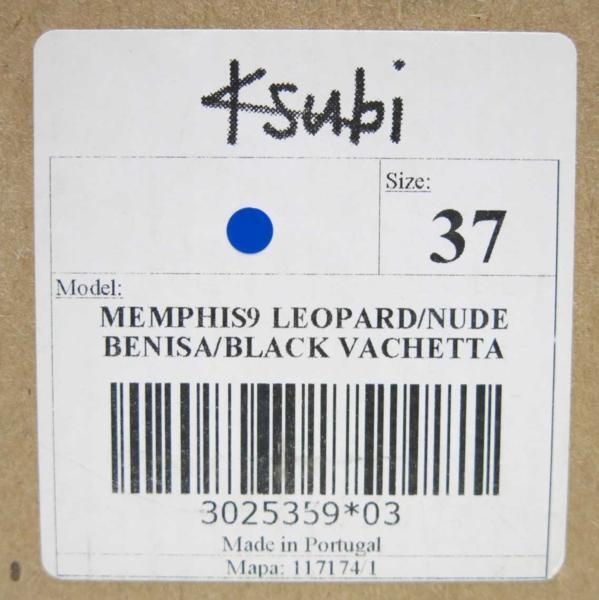 Ksubi
Size:
37
Model:
MEMPHIS9 LEOPARD/NUDE
BENISA/BLACK VACHETTA
3025359*03
Made in Portugal
Mapa: 117174/1